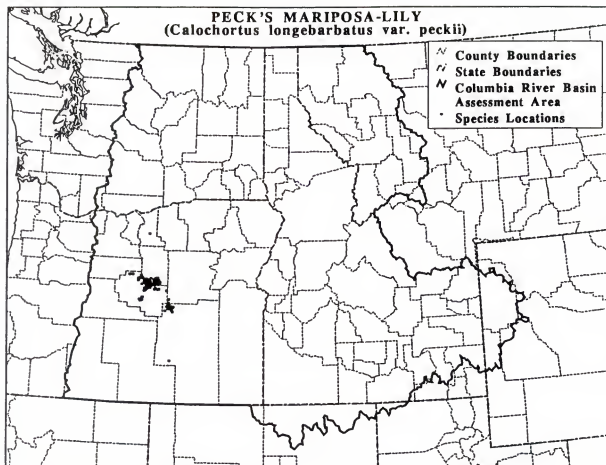 PECK'S MARIPOSA-LILY
(Calochortus longebarbatus var. peckii)
County Boundaries
State Boundaries
Columbia River Basin
Assessment Area
Species Locations